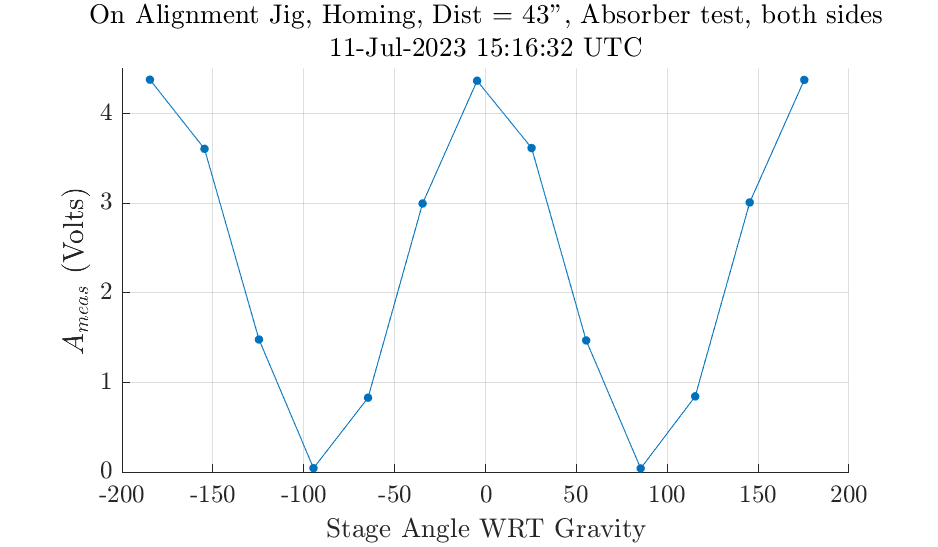 On Alignment Jig, Homing, Dist = 43”, Absorber test, both sides
11-Jul-2023 15:16:32 UTC
4
3
2
1
0
A_meas (Volts)
-200 -150 -100 -50 0 50 100 150 200
Stage Angle WRT Gravity